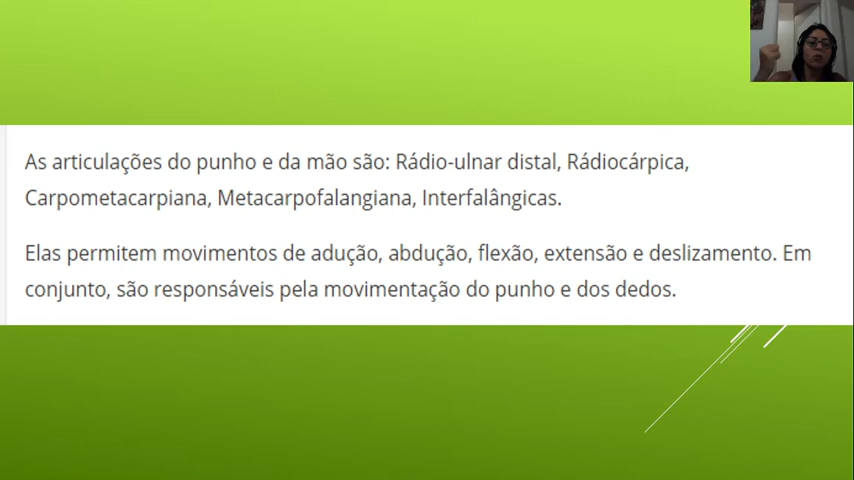 As articulações do punho e da mão são: Rádio-ulnar distal, Rádiocárpica,
Carpometacarpiana, Metacarpofalangiana, Interfalângicas.
Elas permitem movimentos de adução, abdução, flexão, extensão e deslizamento. Em
conjunto, são responsáveis pela movimentação do punho e dos dedos.